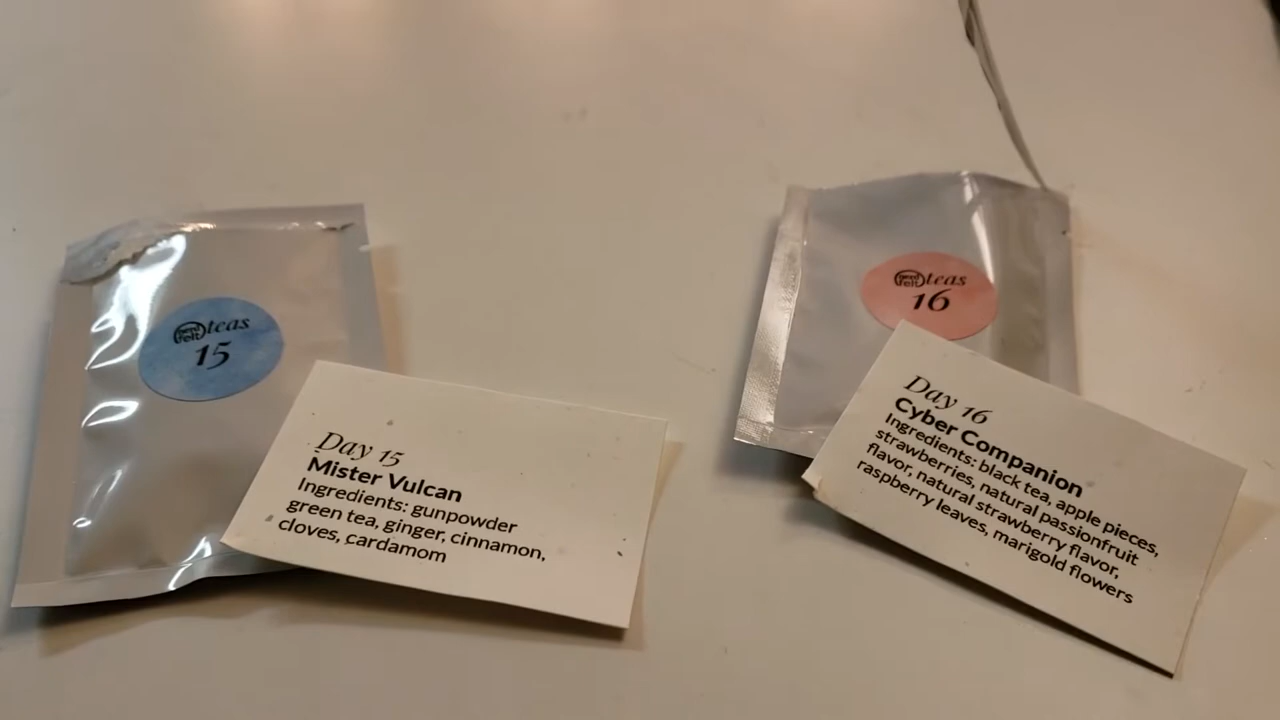 teas
15
Day 15
Mister Vulcan
Ingredients: gunpowder
green tea, ginger, cinnamon,
cloves, cardamom
teas
16
Day 16
Cyber Companion
Ingredients: black tea, apple pieces,
strawberries, natural passionfruit
flavor, natural strawberry flavor,
raspberry leaves, marigold flowers